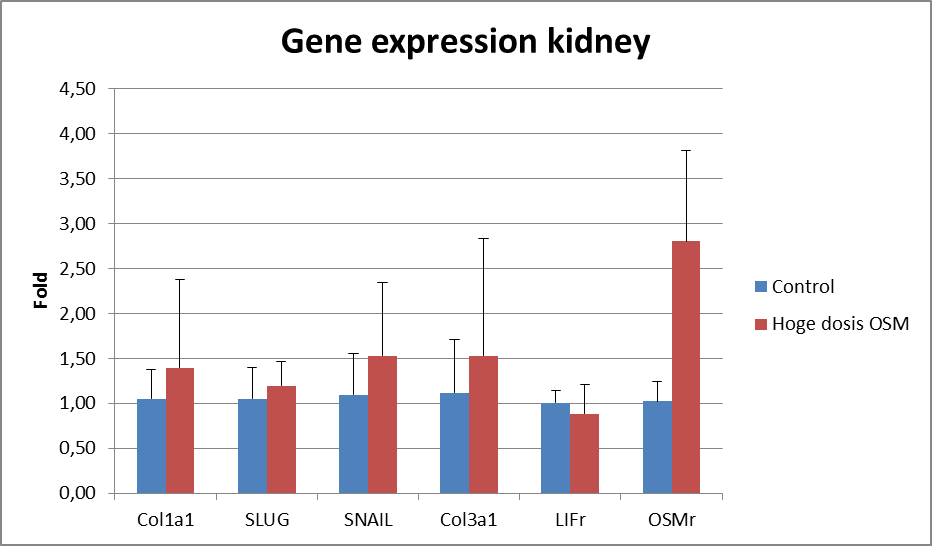 Gene expression kidney
4,50
4,00
3,50
3,00
2,50
2,00
1,50
1,00
0,50
0,00
Fold
Col1a1 SLUG SNAIL Col3a1 LIFr OSMr
Control
Hoge dosis OSM